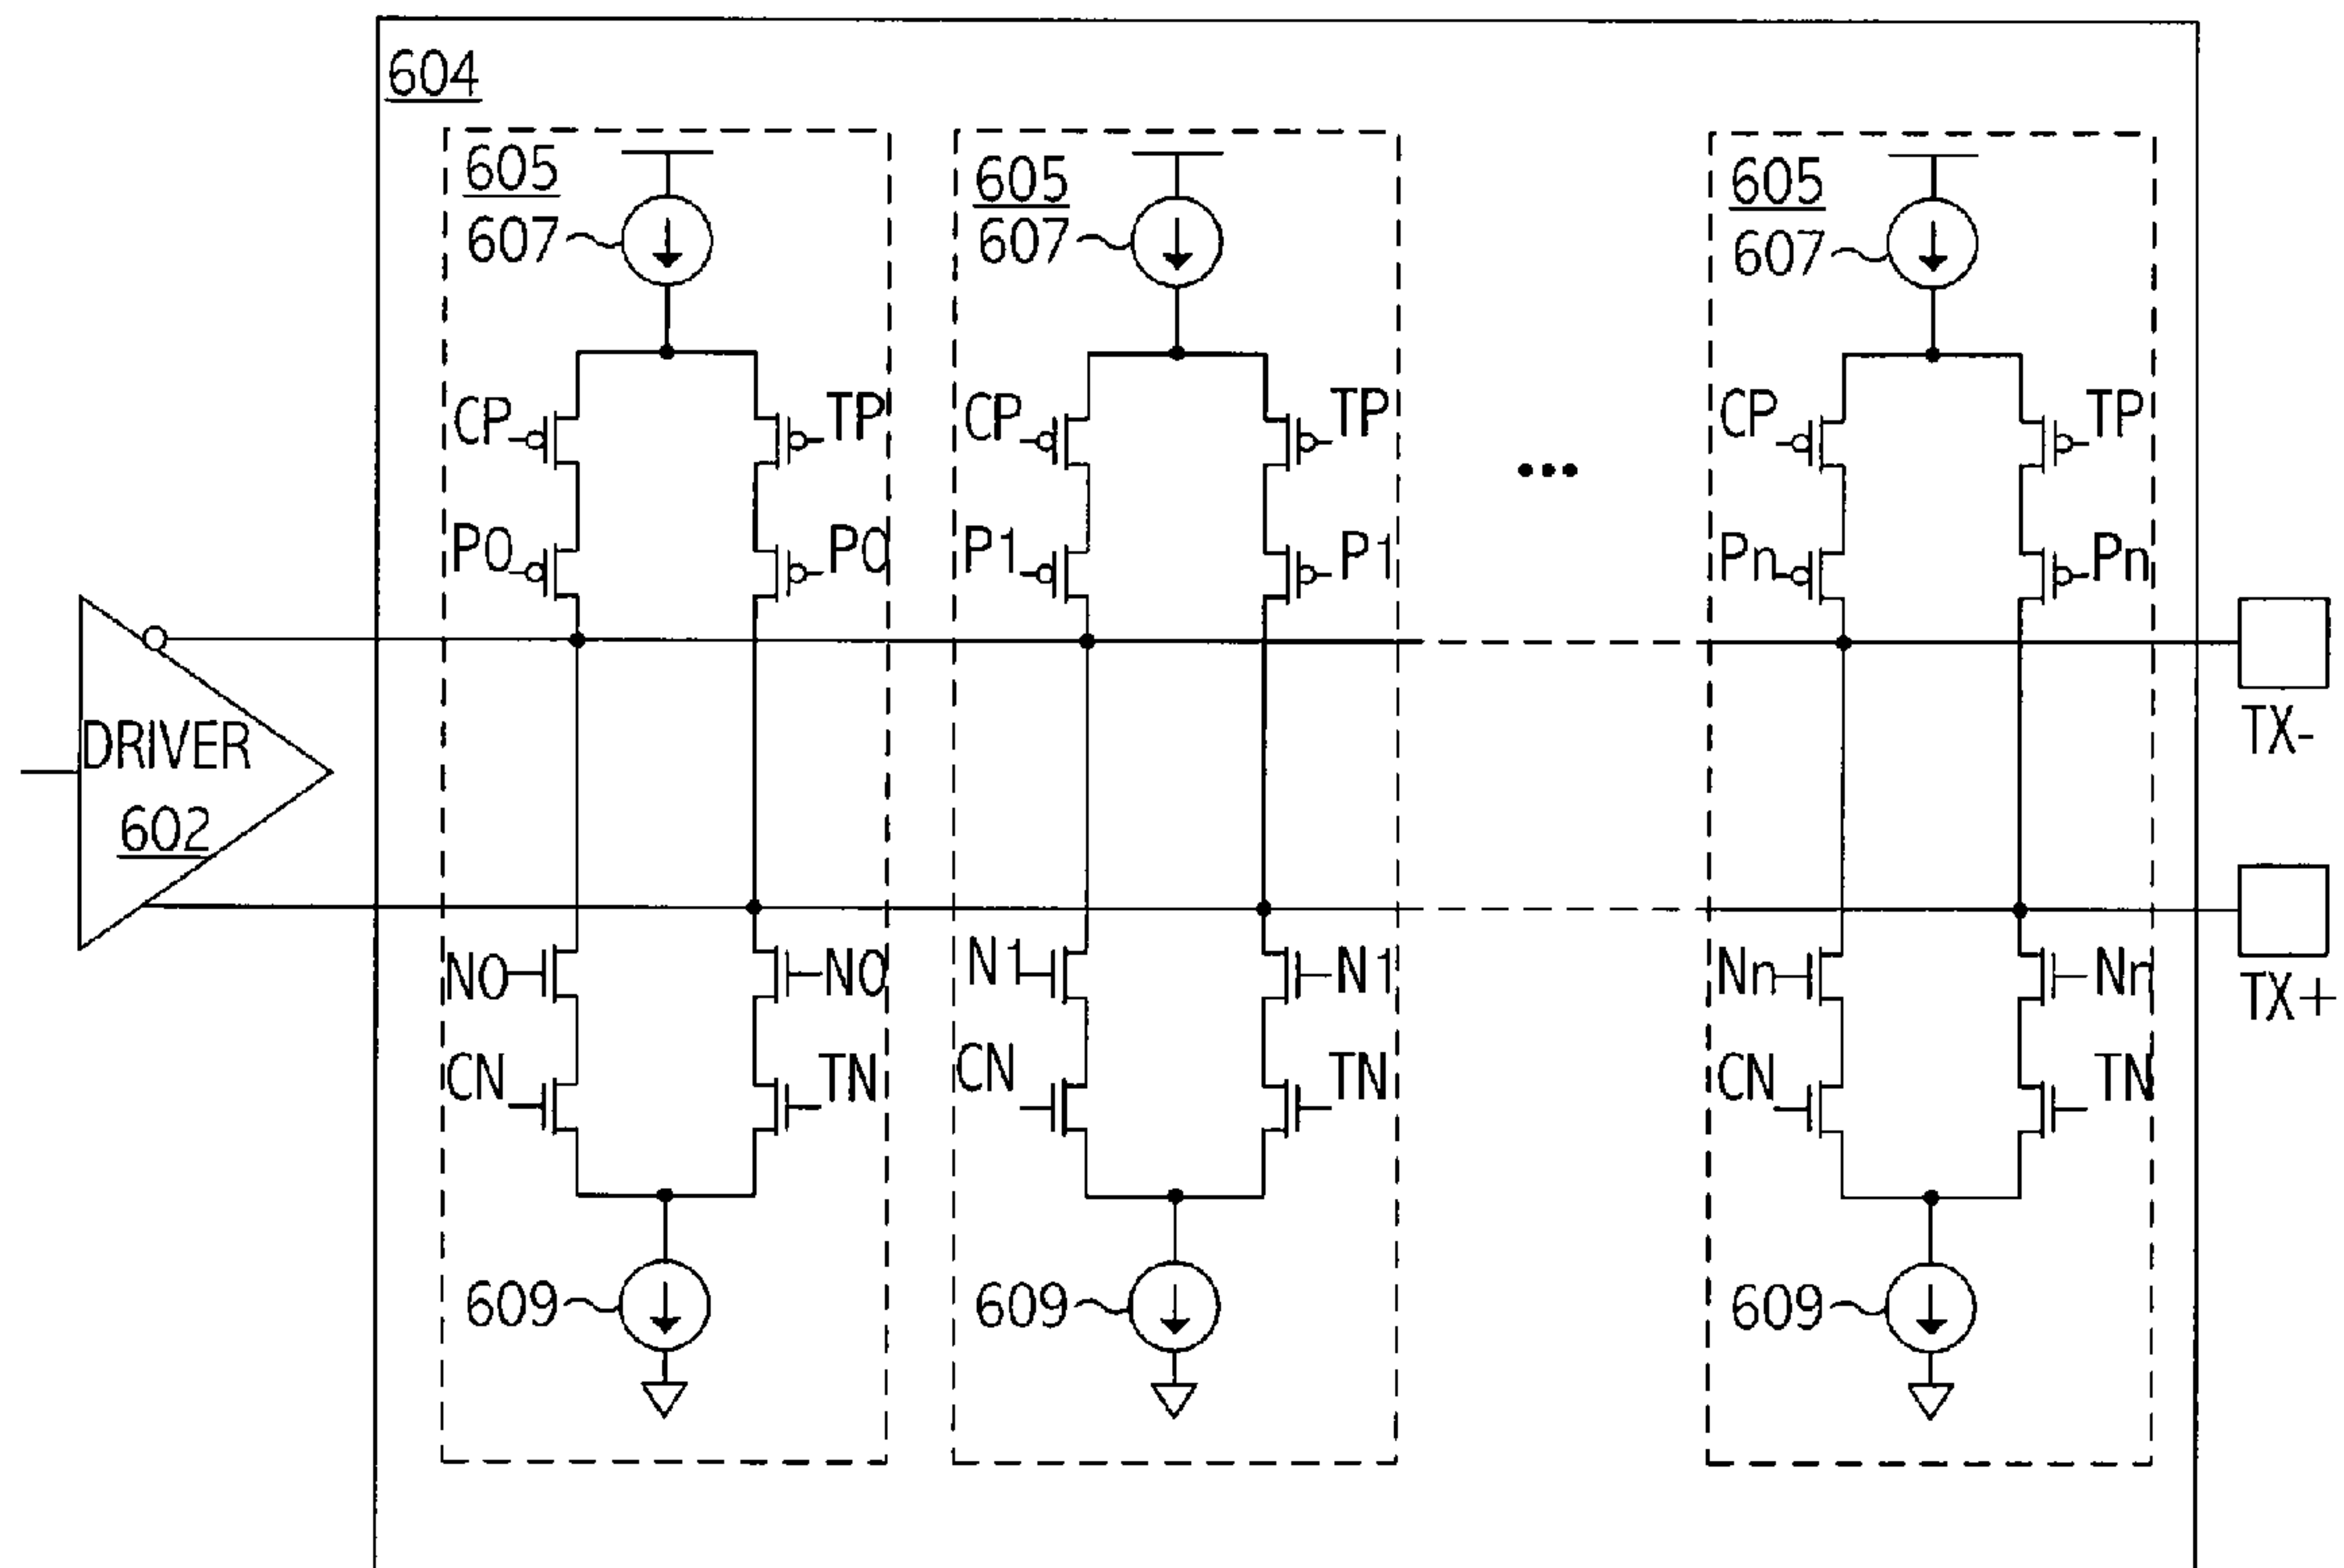 604
605 605 605
607 607 607
CP TP CP TP CP TP
P0 P0 P1 P1 Pn Pn
DRIVER
602
TX-
N0 N0 N1 N1 Nn Nn
TX+
CN TN CN TN CN TN
609 609 609